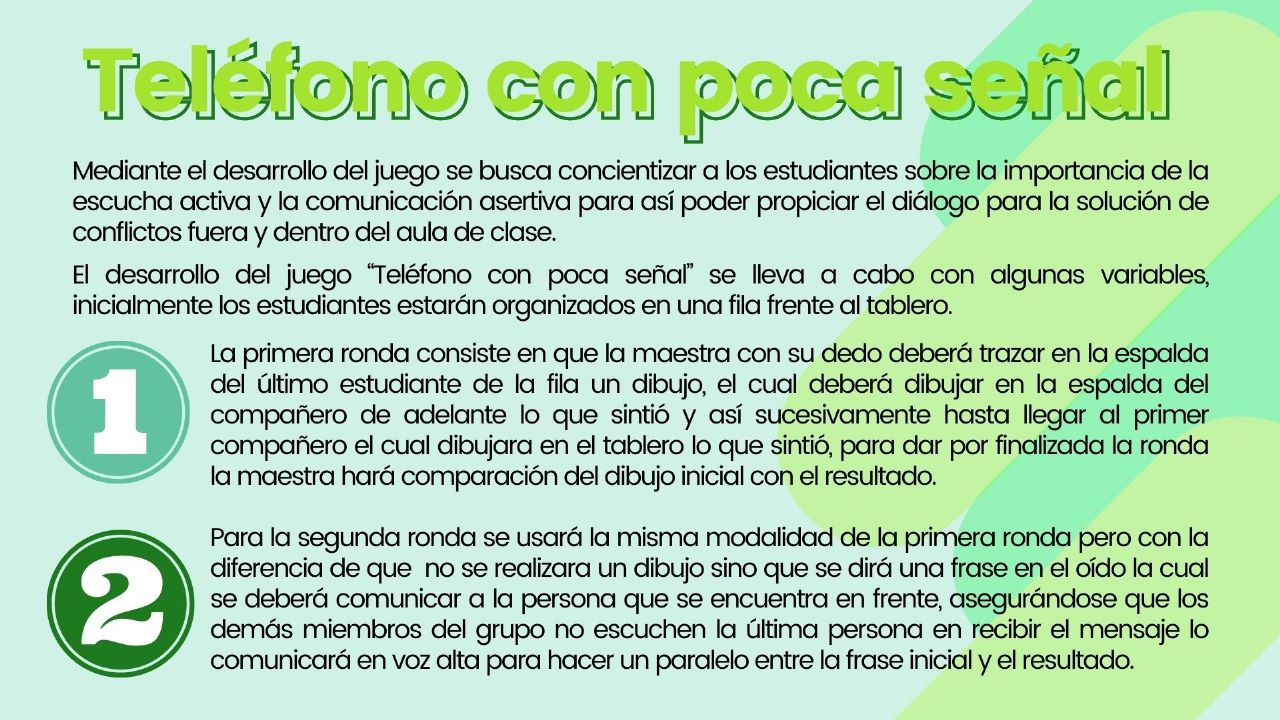 Teléfono con poca señal
Mediante el desarrollo del juego se busca concientizar a los estudiantes sobre la importancia de la
escucha activa y la comunicación asertiva para así poder propiciar el diálogo para la solución de
conflictos fuera y dentro del aula de clase.
El desarrollo del juego “Teléfono con poca señal” se lleva a cabo con algunas variables,
inicialmente los estudiantes estarán organizados en una fila frente al tablero.
1
La primera ronda consiste en que la maestra con su dedo deberá trazar en la espalda
del último estudiante de la fila un dibujo, el cual deberá dibujar en la espalda del
compañero de adelante lo que sintió y así sucesivamente hasta llegar al primer
compañero el cual dibujara en el tablero lo que sintió, para dar por finalizada la ronda
la maestra hará comparación del dibujo inicial con el resultado.
2
Para la segunda ronda se usará la misma modalidad de la primera ronda pero con la
diferencia de que  no se realizara un dibujo sino que se dirá una frase en el oído la cual
se deberá comunicar a la persona que se encuentra en frente, asegurándose que los
demás miembros del grupo no escuchen la última persona en recibir el mensaje lo
comunicará en voz alta para hacer un paralelo entre la frase inicial y el resultado.